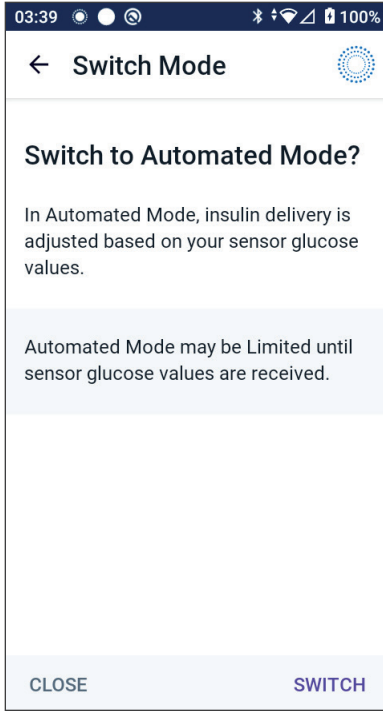 03:39 100%
Switch Mode
Switch to Automated Mode?
In Automated Mode, insulin delivery is
adjusted based on your sensor glucose
values.
Automated Mode may be Limited until
sensor glucose values are received.
CLOSE SWITCH